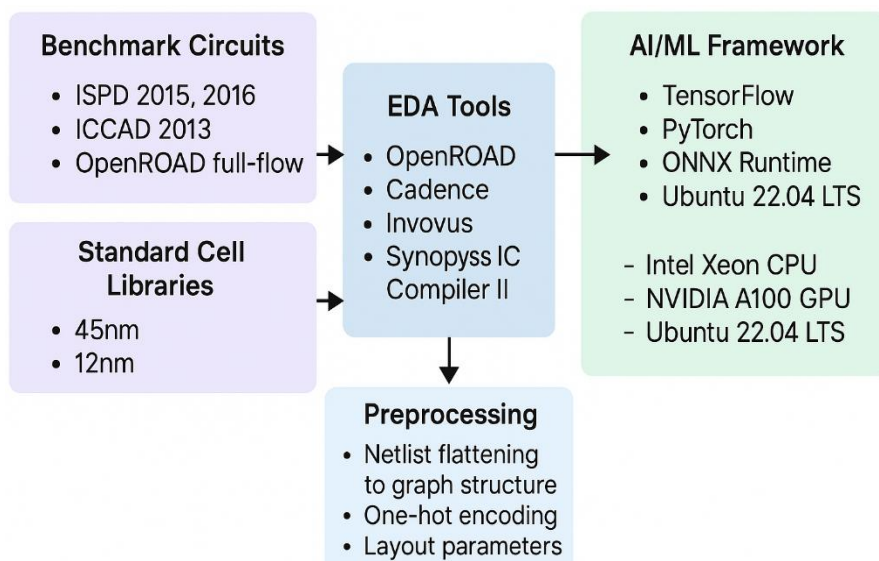 Benchmark Circuits
• ISPD 2015, 2016
• ICCAD 2013
• OpenROAD full-flow
Standard Cell
Libraries
• 45nm
• 12nm
EDA Tools
• OpenROAD
• Cadence
• Invovus
• Synopyss IC
Compiler II
Preprocessing
• Netlist flattening
to graph structure
• One-hot encoding
• Layout parameters
AI/ML Framework
• TensorFlow
• PyTorch
• ONNX Runtime
• Ubuntu 22.04 LTS
- Intel Xeon CPU
- NVIDIA A100 GPU
- Ubuntu 22.04 LTS